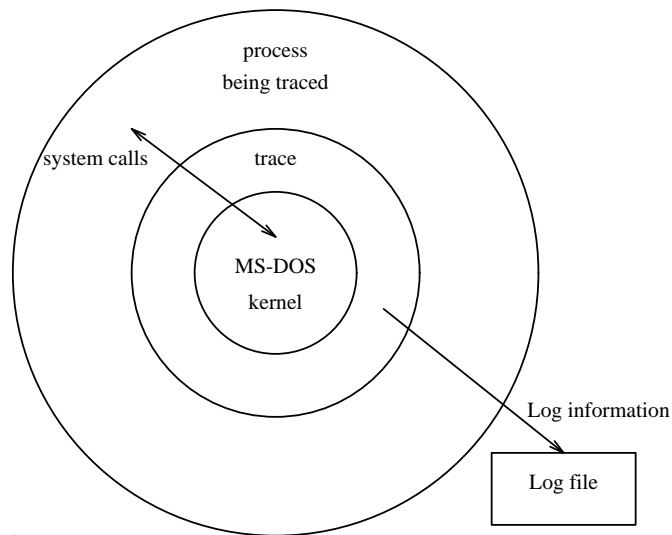 process
being traced
system calls
trace
MS-DOS
kernel
Log information
Log file